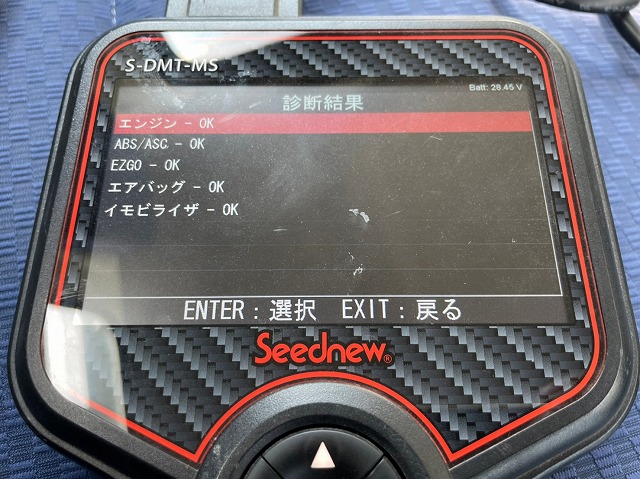 S-DMT-MS
Batt: 28.45 V
診断結果
エンジン - OK
ABS/ASC - OK
EZGO - OK
エアバッグ - OK
イモビライザ - OK
ENTER：選択 EXIT：戻る
Seednew®